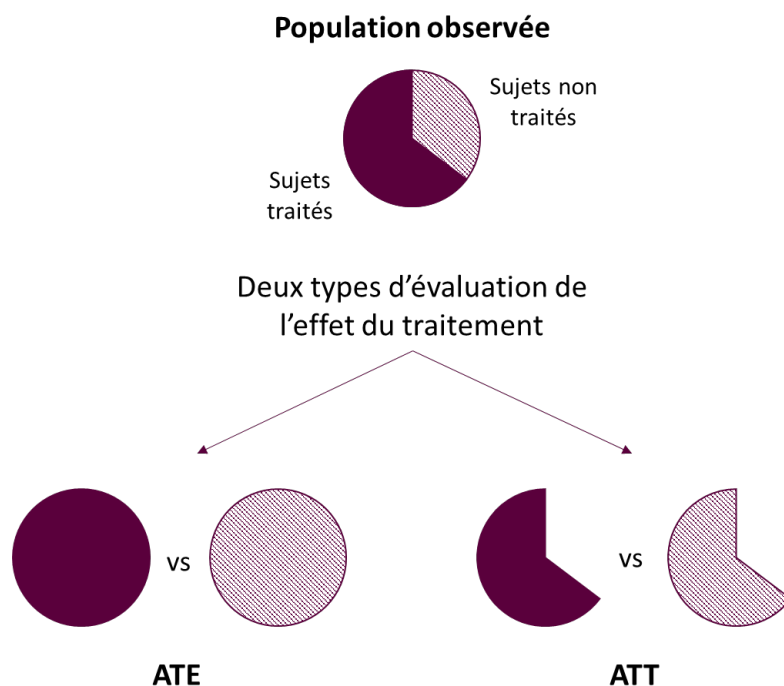 Population observée
Sujets non
traités
Sujets
traités
Deux types d’évaluation de
l’effet du traitement
vs
vs
ATE
ATT